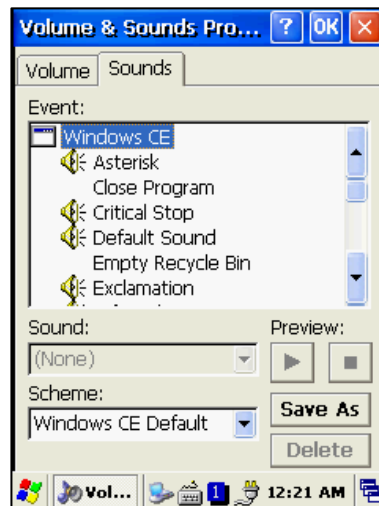 Volume & Sounds Pro... ? OK ×
Volume Sounds
Event:
Windows CE
Asterisk
Close Program
Critical Stop
Default Sound
Empty Recycle Bin
Exclamation
Sound:
Preview:
(None)
Scheme:
Windows CE Default
Save As
Delete
Vol... 1 12:21 AM